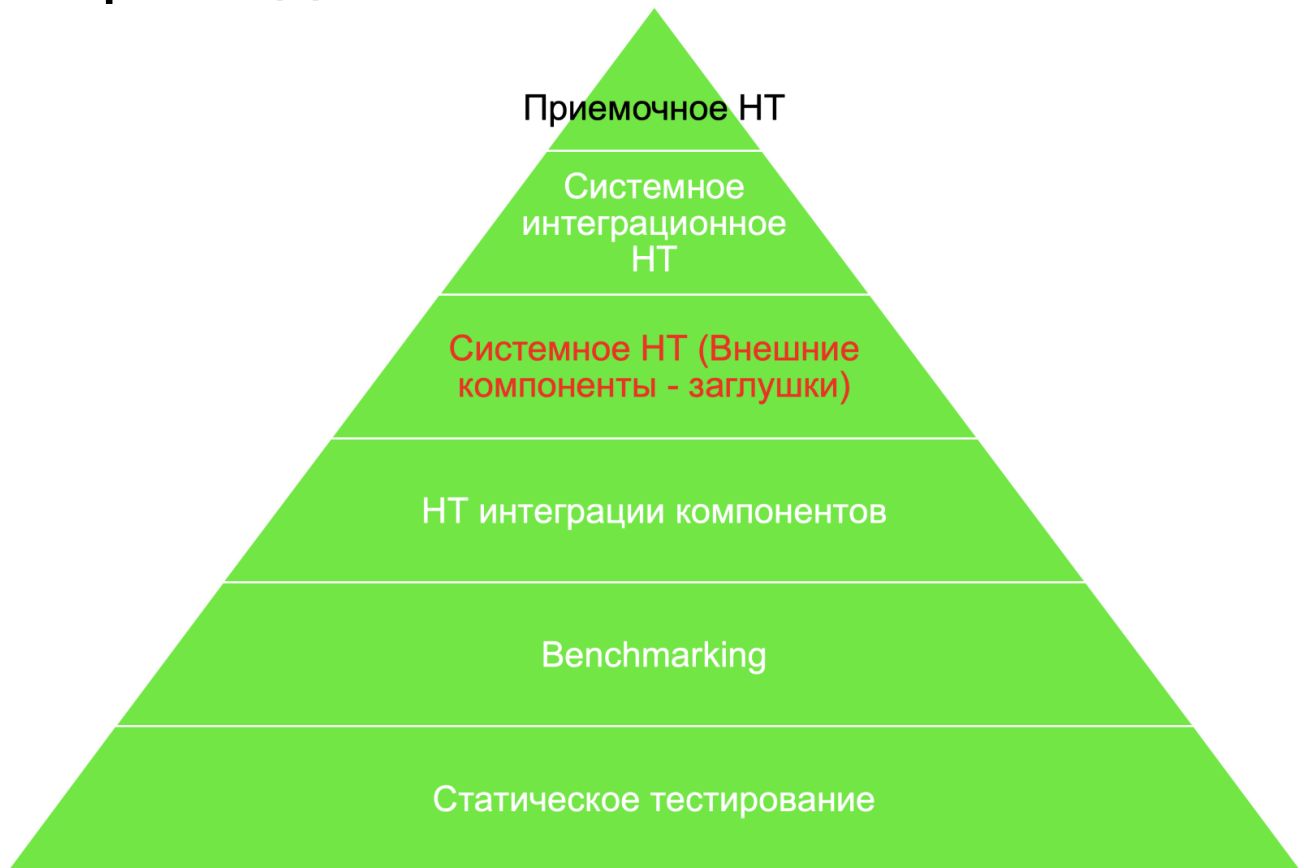 Приемочное НТ
Системное
интеграционное
НТ
Системное НТ (Внешние
компоненты - заглушки)
НТ интеграции компонентов
Benchmarking
Статическое тестирование